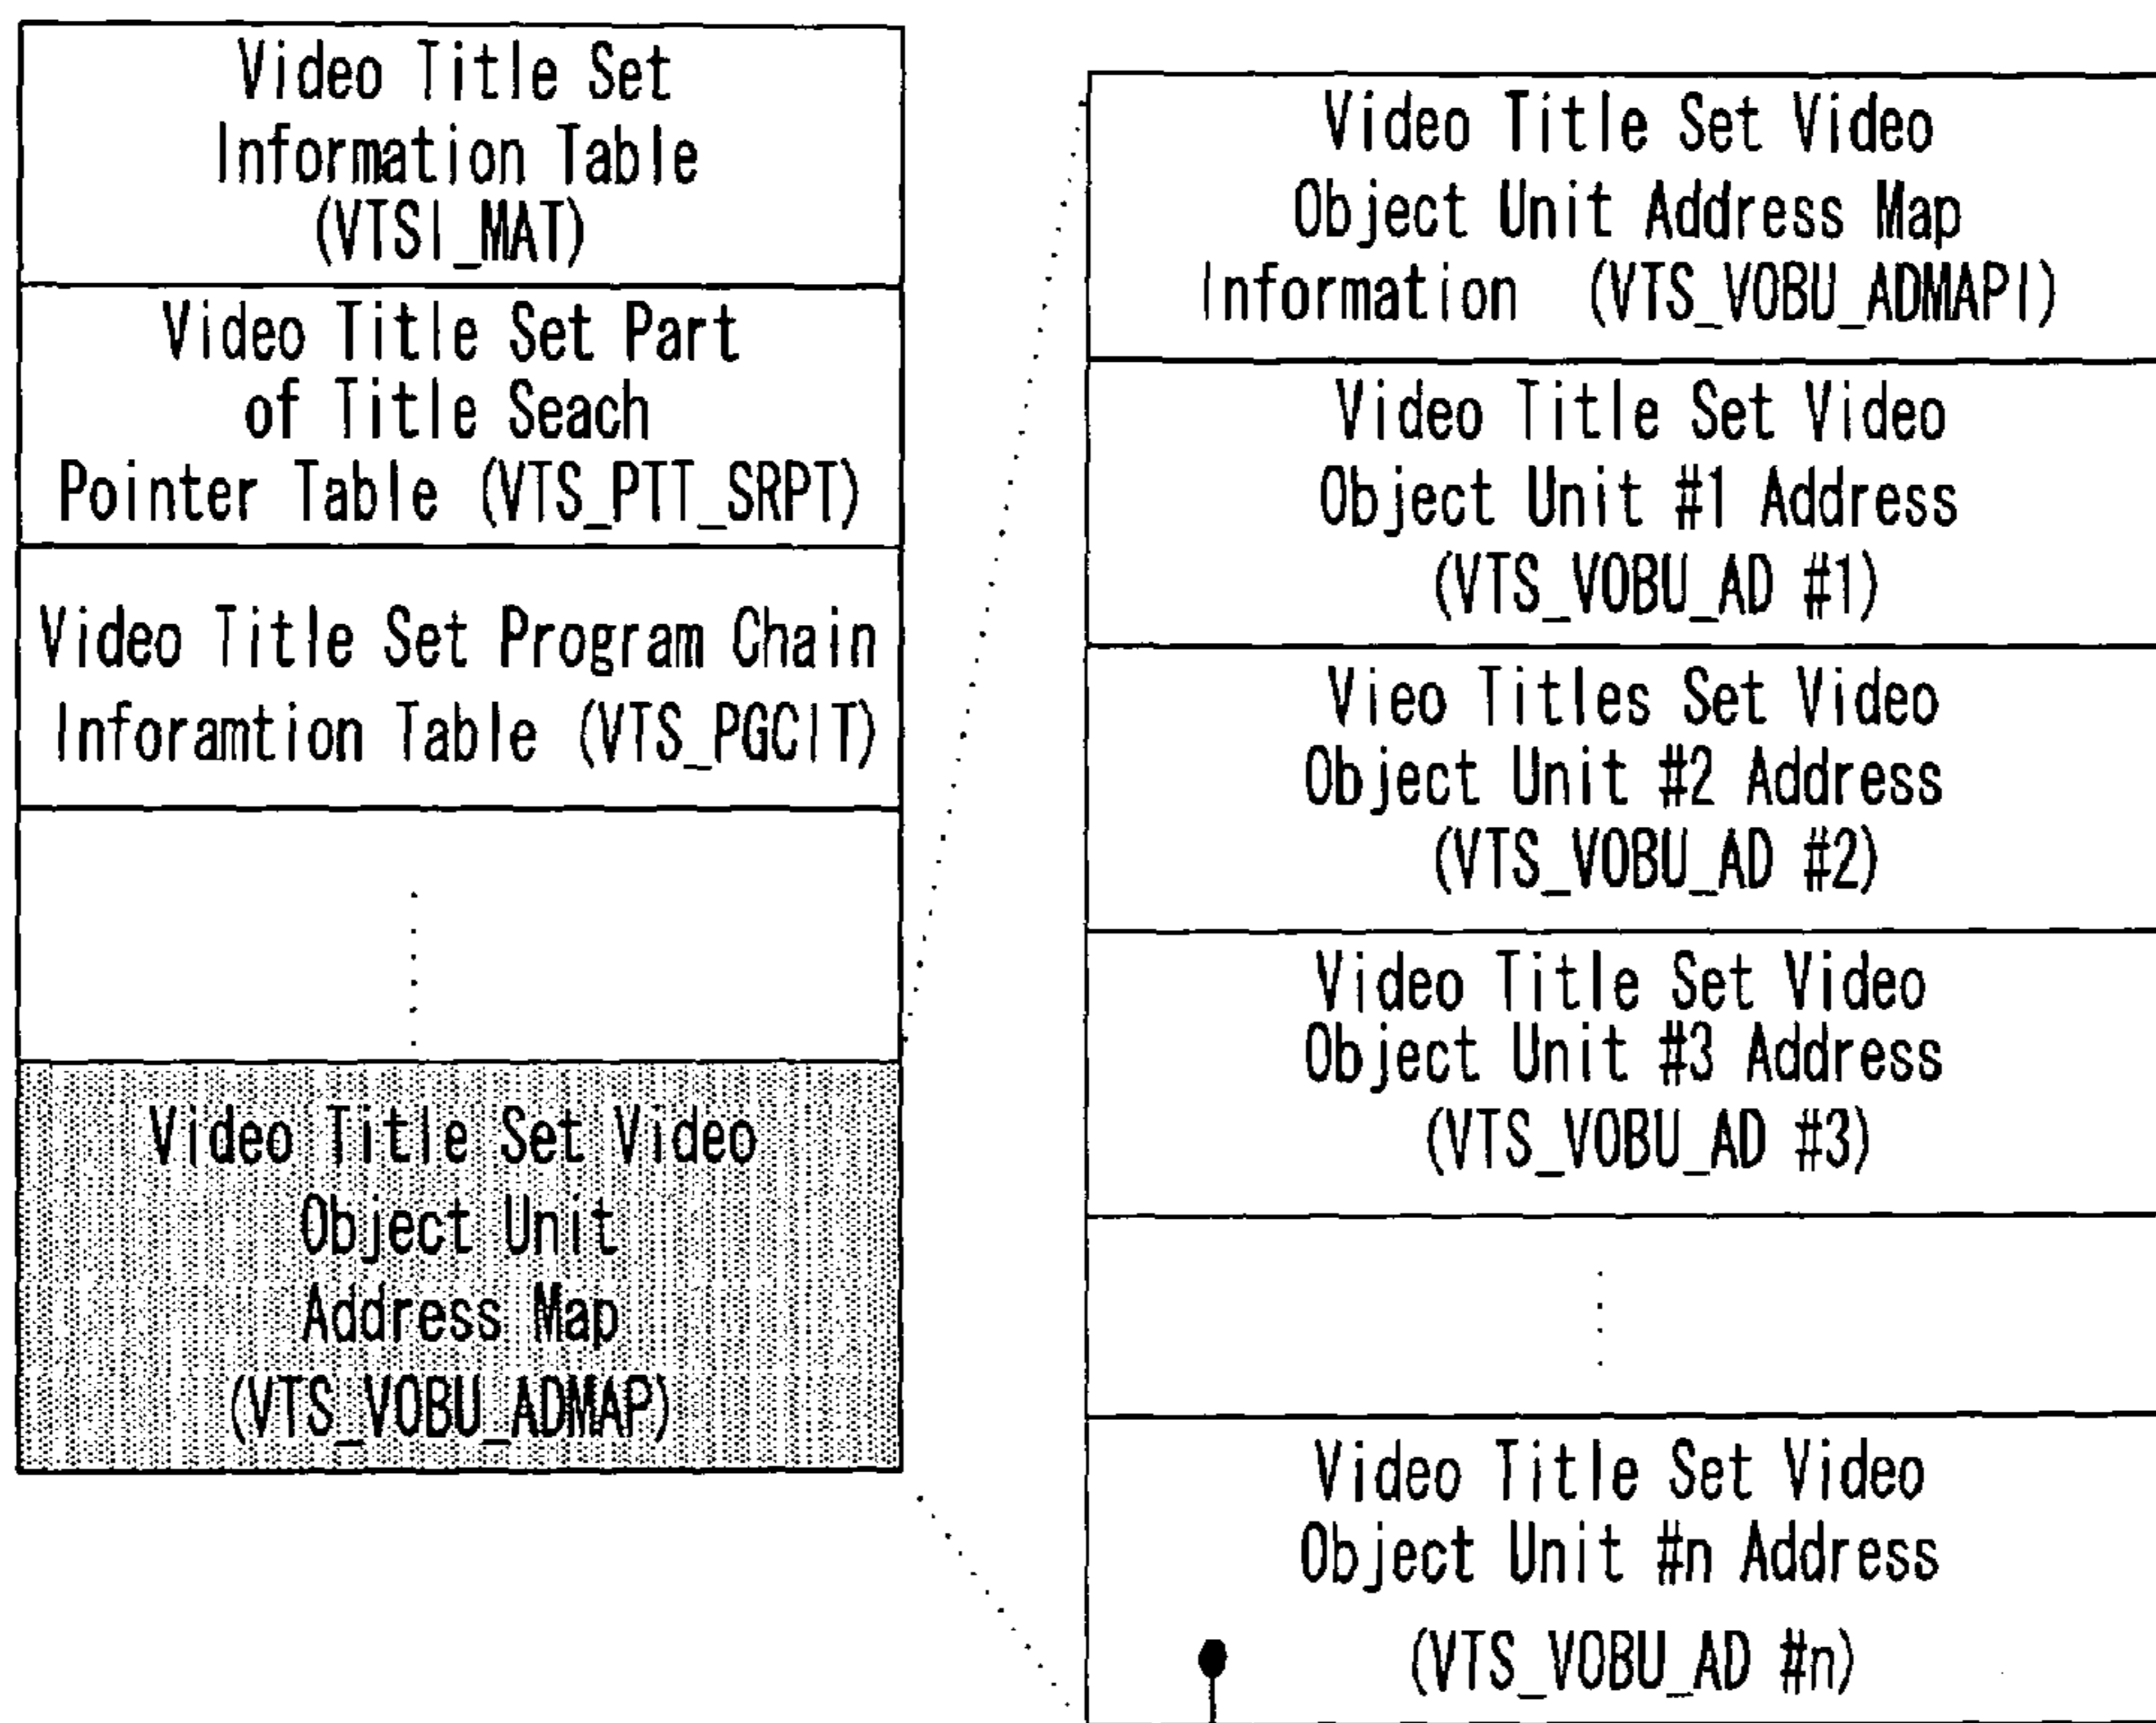 Video Title Set
Information Table
(VTSI_MAT)
Video Title Set Part
of Title Seach
Pointer Table (VTS_PTT_SRPT)
Video Title Set Program Chain
Inforamtion Table (VTS_PGCIT)
Video Title Set Video
Object Unit
Address Map
(VTS_VOBU_ADMAP)
Video Title Set Video
Object Unit Address Map
Information (VTS_VOBU_ADMAPI)
Video Title Set Video
Object Unit #1 Address
(VTS_VOBU_AD #1)
Vieo Titles Set Video
Object Unit #2 Address
(VTS_VOBU_AD #2)
Video Title Set Video
Object Unit #3 Address
(VTS_VOBU_AD #3)
Video Title Set Video
Object Unit #n Address
(VTS_VOBU_AD #n)